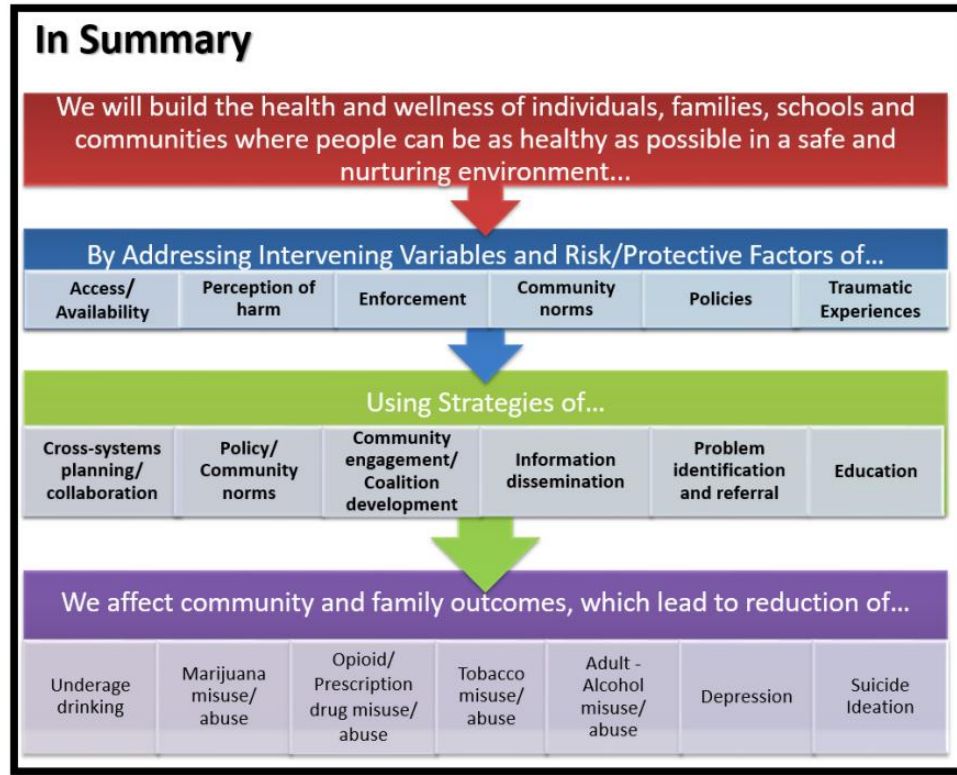 In Summary
We will build the health and wellness of individuals, families, schools and
communities where people can be as healthy as possible in a safe and
nurturing environment...
By Addressing Intervening Variables and Risk/Protective Factors of...
Access/
Availability
Perception of
harm
Enforcement
Community
norms
Policies
Traumatic
Experiences
Using Strategies of...
Cross-systems
planning/
collaboration
Policy/
Community
norms
Community
engagement/
Coalition
development
Information
dissemination
Problem
identification
and referral
Education
We affect community and family outcomes, which lead to reduction of...
Underage
drinking
Marijuana
misuse/
abuse
Opioid/
Prescription
drug misuse/
abuse
Tobacco
misuse/
abuse
Adult -
Alcohol
misuse/
abuse
Depression
Suicide
Ideation